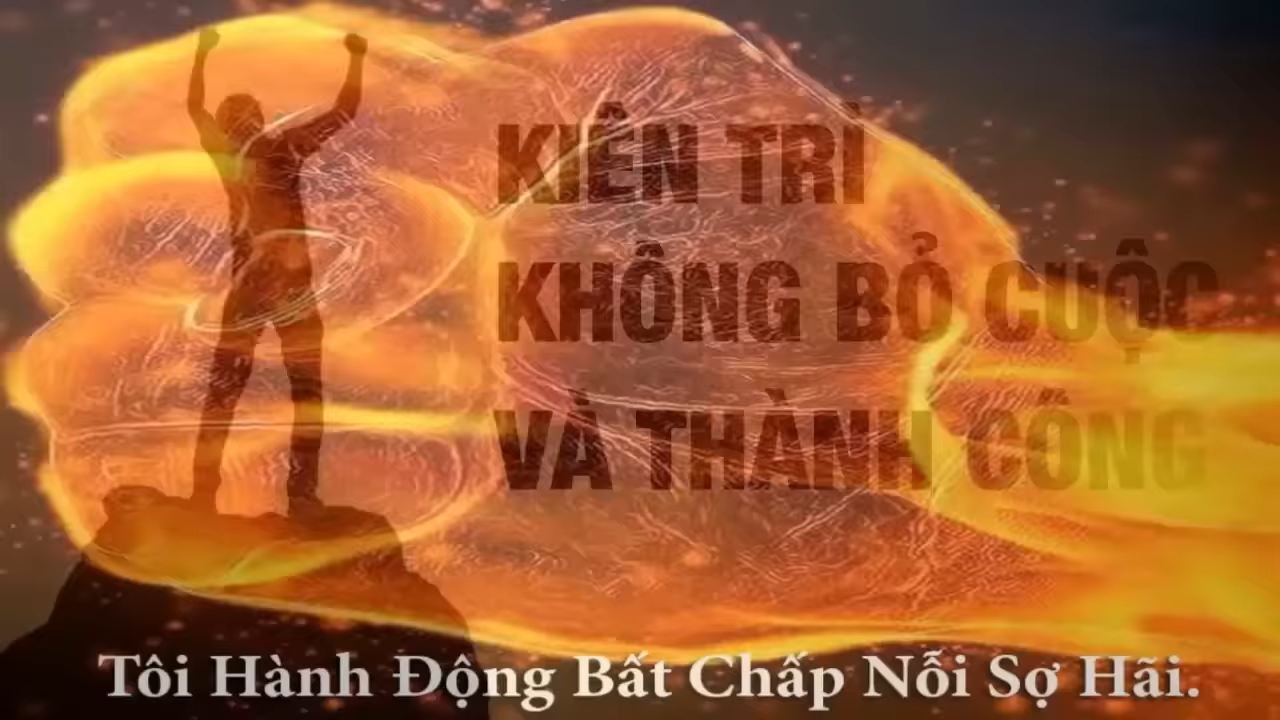 KIÊN TRÌ
KHÔNG BỎ CUỘC
VÀ THÀNH CÔNG
Tôi Hành Động Bất Chấp Nỗi Sợ Hãi.